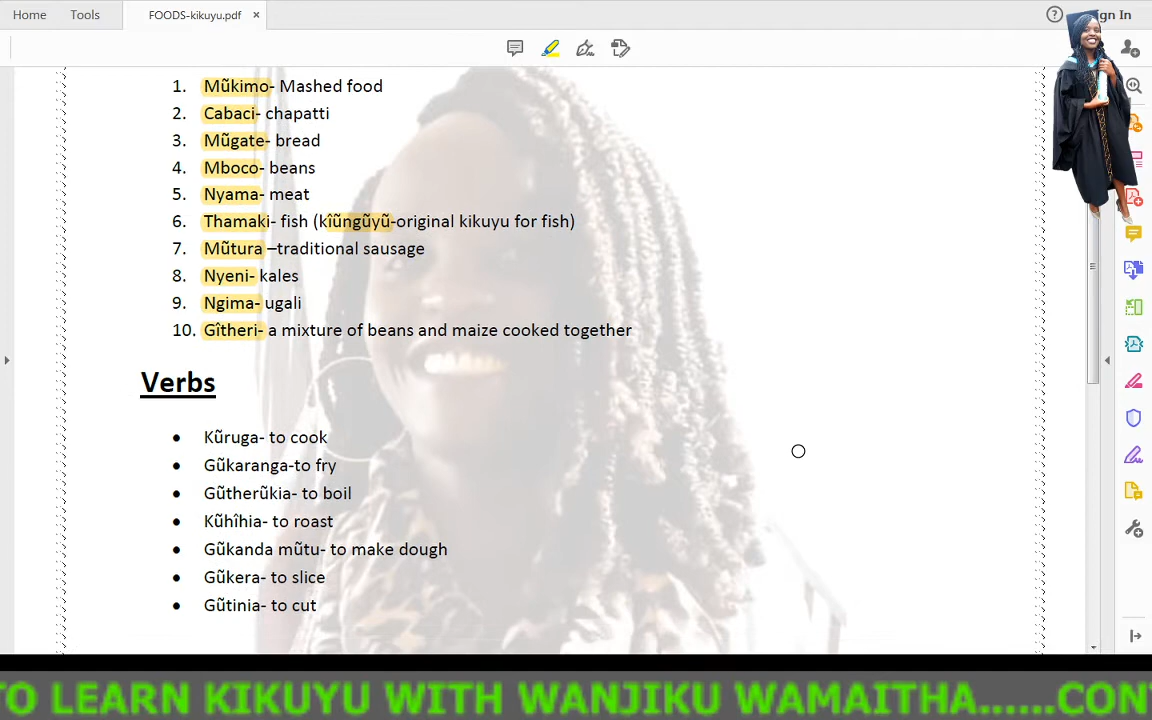 Home Tools FOODS-kikuyu.pdf × ? gn In
1. Mũkimo- Mashed food
2. Cabaci- chapatti
3. Mũgate- bread
4. Mboco- beans
5. Nyama- meat
6. Thamaki- fish (kîũngũyũ-original kikuyu for fish)
7. Mũtura –traditional sausage
8. Nyeni- kales
9. Ngima- ugali
10. Gîtheri- a mixture of beans and maize cooked together
Verbs
• Kũruga- to cook
• Gũkaranga-to fry
• Gũtherũkia- to boil
• Kũhîhia- to roast
• Gũkanda mũtu- to make dough
• Gũkera- to slice
• Gũtinia- to cut
TO LEARN KIKUYU WITH WANJIKU WAMAITHA......CON